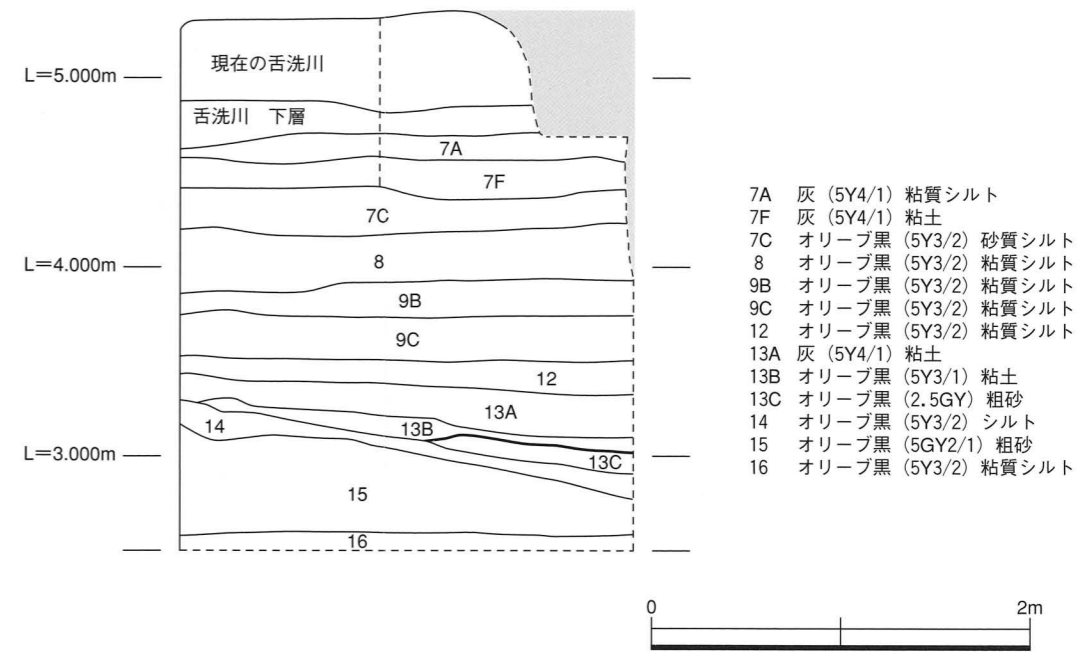 現在の舌洗川
L=5.000m
舌洗川 下層
7A
7F
7C
L=4.000m
8
9B
9C
12
13A
14
13B
L=3.000m
13C
15
16
7A 灰（5Y4/1）粘質シルト
7F 灰（5Y4/1）粘土
7C オリーブ黒（5Y3/2）砂質シルト
8 オリーブ黒（5Y3/2）粘質シルト
9B オリーブ黒（5Y3/2）粘質シルト
9C オリーブ黒（5Y3/2）粘質シルト
12 オリーブ黒（5Y3/2）粘質シルト
13A 灰（5Y4/1）粘土
13B オリーブ黒（5Y3/1）粘土
13C オリーブ黒（2.5GY）粗砂
14 オリーブ黒（5Y3/2）シルト
15 オリーブ黒（5GY2/1）粗砂
16 オリーブ黒（5Y3/2）粘質シルト
0 2m